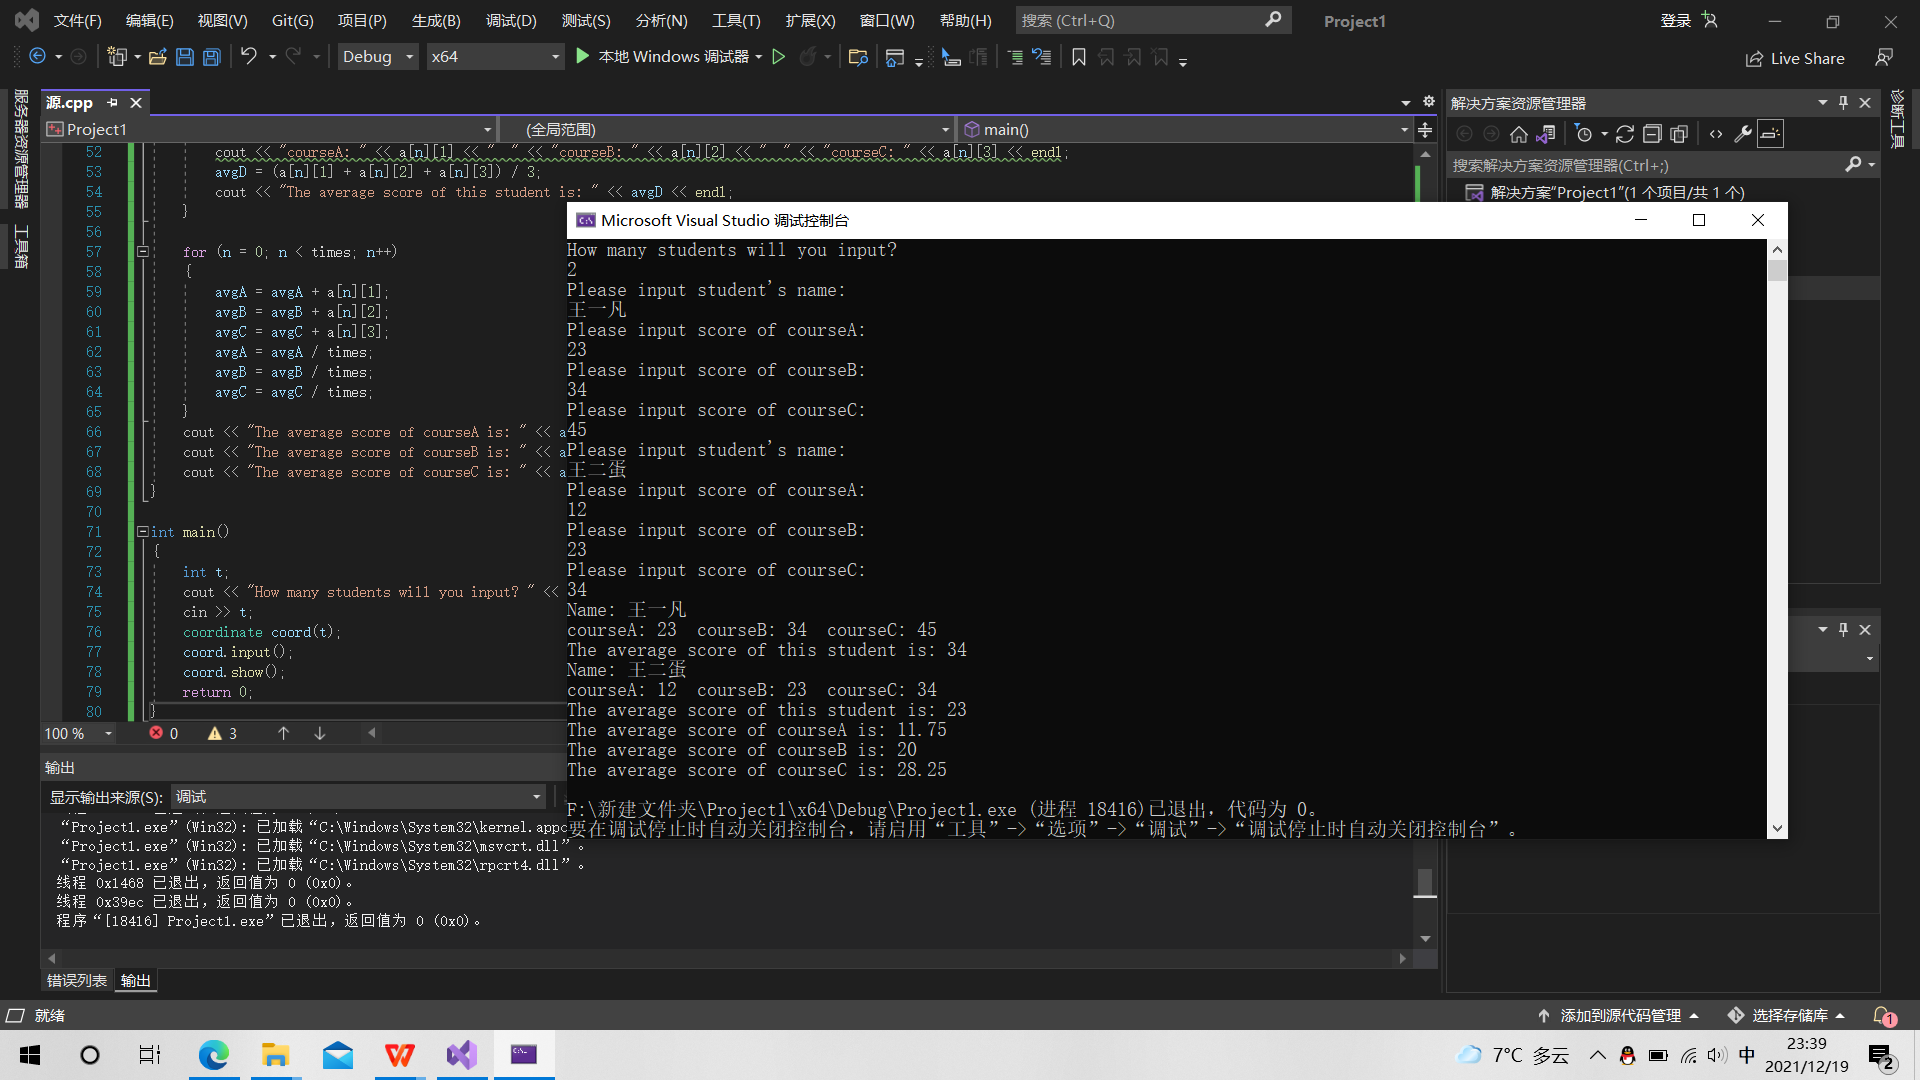 文件(F) 编辑(E) 视图(V) Git(G) 项目(P) 生成(B) 调试(D) 测试(S) 分析(N) 工具(T) 扩展(X) 窗口(W) 帮助(H) 搜索 (Ctrl+Q) Project1 登录
Debug x64 本地 Windows 调试器 Live Share
服务器资源管理器
工具箱
源.cpp
Project1 (全局范围) main()
52 cout << "courseA: " << a[n][1] << "  " << "courseB: " << a[n][2] << "  " << "courseC: " << a[n][3] << endl;
53 avgD = (a[n][1] + a[n][2] + a[n][3]) / 3;
54 cout << "The average score of this student is: " << avgD << endl;
55 }
56
57 for (n = 0; n < times; n++)
58 {
59 avgA = avgA + a[n][1];
60 avgB = avgB + a[n][2];
61 avgC = avgC + a[n][3];
62 avgA = avgA / times;
63 avgB = avgB / times;
64 avgC = avgC / times;
65 }
66 cout << "The average score of courseA is: " << a
67 cout << "The average score of courseB is: " << a
68 cout << "The average score of courseC is: " << a
69 }
70
71 int main()
72 {
73 int t;
74 cout << "How many students will you input? " <<
75 cin >> t;
76 coordinate coord(t);
77 coord.input();
78 coord.show();
79 return 0;
80 }
100 % 0 3
Microsoft Visual Studio 调试控制台
How many students will you input?
2
Please input student's name:
王一凡
Please input score of courseA:
23
Please input score of courseB:
34
Please input score of courseC:
45
Please input student's name:
王二蛋
Please input score of courseA:
12
Please input score of courseB:
23
Please input score of courseC:
34
Name: 王一凡
courseA: 23  courseB: 34  courseC: 45
The average score of this student is: 34
Name: 王二蛋
courseA: 12  courseB: 23  courseC: 34
The average score of this student is: 23
The average score of courseA is: 11.75
The average score of courseB is: 20
The average score of courseC is: 28.25
F:\新建文件夹\Project1\x64\Debug\Project1.exe (进程 18416)已退出，代码为 0。
要在调试停止时自动关闭控制台，请启用“工具”->“选项”->“调试”->“调试停止时自动关闭控制台”。
解决方案资源管理器
搜索解决方案资源管理器(Ctrl+;)
解决方案"Project1"(1 个项目/共 1 个)
诊断工具
输出
显示输出来源(S): 调试
“Project1.exe”(Win32): 已加载“C:\Windows\System32\kernel.appc
“Project1.exe”(Win32): 已加载“C:\Windows\System32\msvcrt.dll”。
“Project1.exe”(Win32): 已加载“C:\Windows\System32\rpcrt4.dll”。
线程 0x1468 已退出，返回值为 0 (0x0)。
线程 0x39ec 已退出，返回值为 0 (0x0)。
程序“[18416] Project1.exe”已退出，返回值为 0 (0x0)。
错误列表 输出
就绪 添加到源代码管理 选择存储库 1
7°C 多云 中 23:39
2021/12/19 2